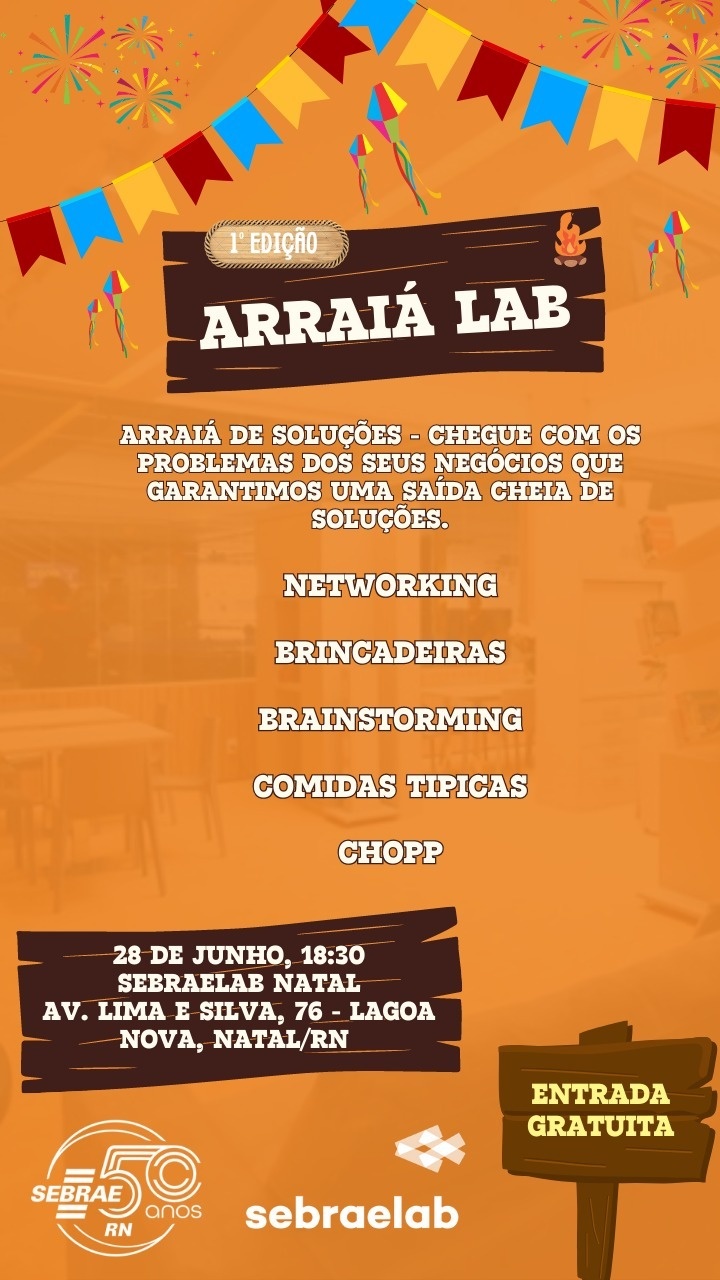 1ª EDIÇÃO
ARRAIÁ LAB
ARRAIÁ DE SOLUÇÕES - CHEGUE COM OS
PROBLEMAS DOS SEUS NEGÓCIOS QUE
GARANTIMOS UMA SAÍDA CHEIA DE
SOLUÇÕES.
NETWORKING
BRINCADEIRAS
BRAINSTORMING
COMIDAS TIPICAS
CHOPP
28 DE JUNHO, 18:30
SEBRAELAB NATAL
AV. LIMA E SILVA, 76 - LAGOA
NOVA, NATAL/RN
ENTRADA
GRATUITA
SEBRAE 50
anos
RN
sebraelab